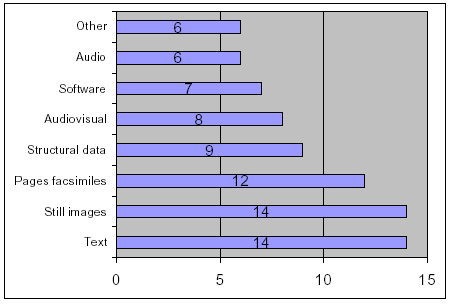 Other 6
Audio 6
Software 7
Audiovisual 8
Structural data 9
Pages facsimiles 12
Still images 14
Text 14
0 5 10 15